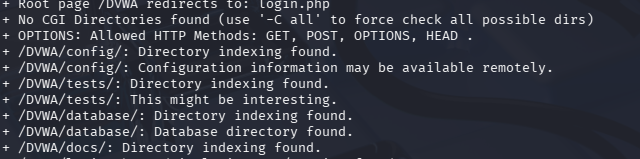 + Root page /DVWA redirects to: login.php
+ No CGI Directories found (use '-C all' to force check all possible dirs)
+ OPTIONS: Allowed HTTP Methods: GET, POST, OPTIONS, HEAD .
+ /DVWA/config/: Directory indexing found.
+ /DVWA/config/: Configuration information may be available remotely.
+ /DVWA/tests/: Directory indexing found.
+ /DVWA/tests/: This might be interesting.
+ /DVWA/database/: Directory indexing found.
+ /DVWA/database/: Database directory found.
+ /DVWA/docs/: Directory indexing found.